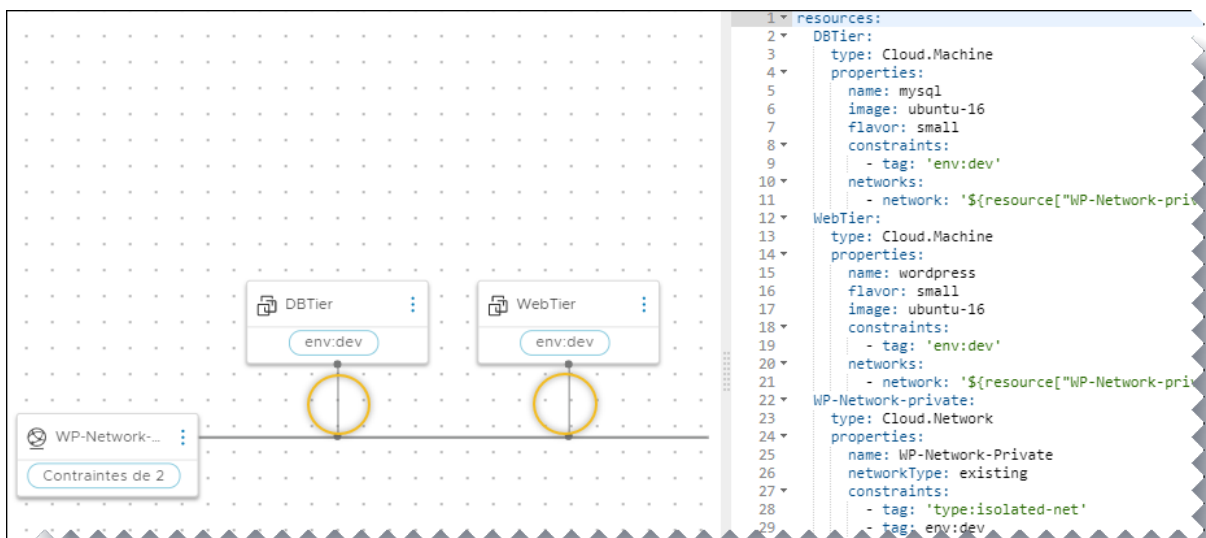 DBTier
env:dev
WebTier
env:dev
WP-Network-...
Contraintes de 2
1 resources:
2 DBTier:
3 type: Cloud.Machine
4 properties:
5 name: mysql
6 image: ubuntu-16
7 flavor: small
8 constraints:
9 - tag: 'env:dev'
10 networks:
11 - network: '${resource["WP-Network-priv
12 WebTier:
13 type: Cloud.Machine
14 properties:
15 name: wordpress
16 flavor: small
17 image: ubuntu-16
18 constraints:
19 - tag: 'env:dev'
20 networks:
21 - network: '${resource["WP-Network-priv
22 WP-Network-private:
23 type: Cloud.Network
24 properties:
25 name: WP-Network-Private
26 networkType: existing
27 constraints:
28 - tag: 'type:isolated-net'
29 - tag: env:dev